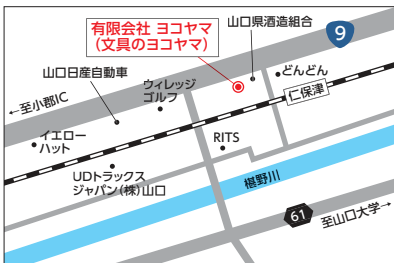 有限会社 ヨコヤマ
(文具のヨコヤマ)
山口県酒造組合
9
山口日産自動車
ウィレッジ
ゴルフ
どんどん
←至小郡IC
仁保津
イエロー
ハット
RITS
UDトラックス
ジャパン(株)山口
椹野川
61
至山口大学→